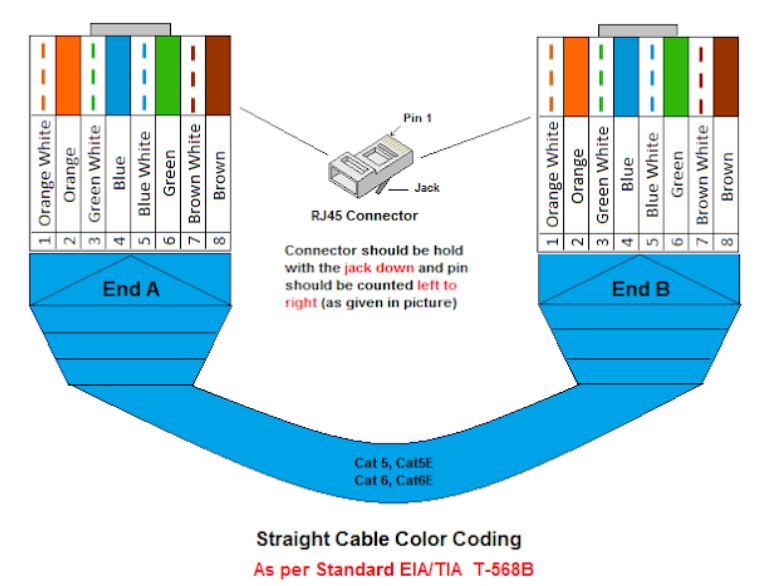 1 Orange White
2 Orange
3 Green White
4 Blue
5 Blue White
6 Green
7 Brown White
8 Brown
End A
Pin 1
Jack
RJ45 Connector
Connector should be hold
with the jack down and pin
should be counted left to
right (as given in picture)
1 Orange White
2 Orange
3 Green White
4 Blue
5 Blue White
6 Green
7 Brown White
8 Brown
End B
Cat 5, Cat5E
Cat 6, Cat6E
Straight Cable Color Coding
As per Standard EIA/TIA T-568B